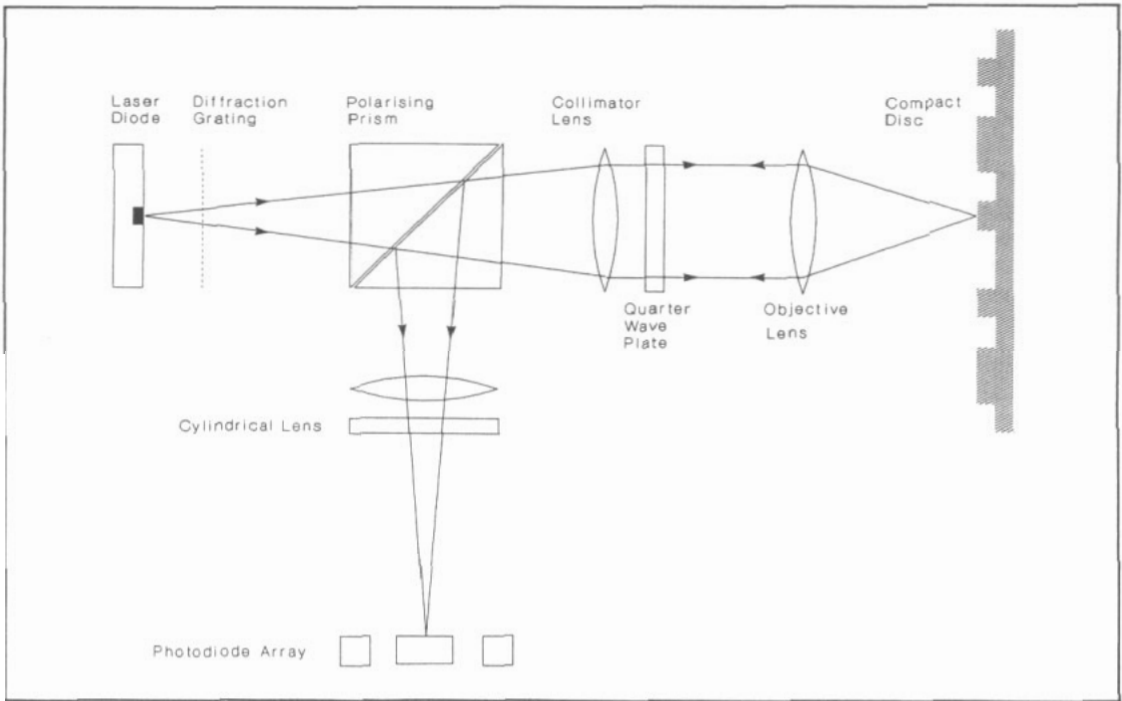 Laser
Diode
Diffraction
Grating
Polarising
Prism
Collimator
Lens
Compact
Disc
Quarter
Wave
Plate
Objective
Lens
Cylindrical Lens
Photodiode Array